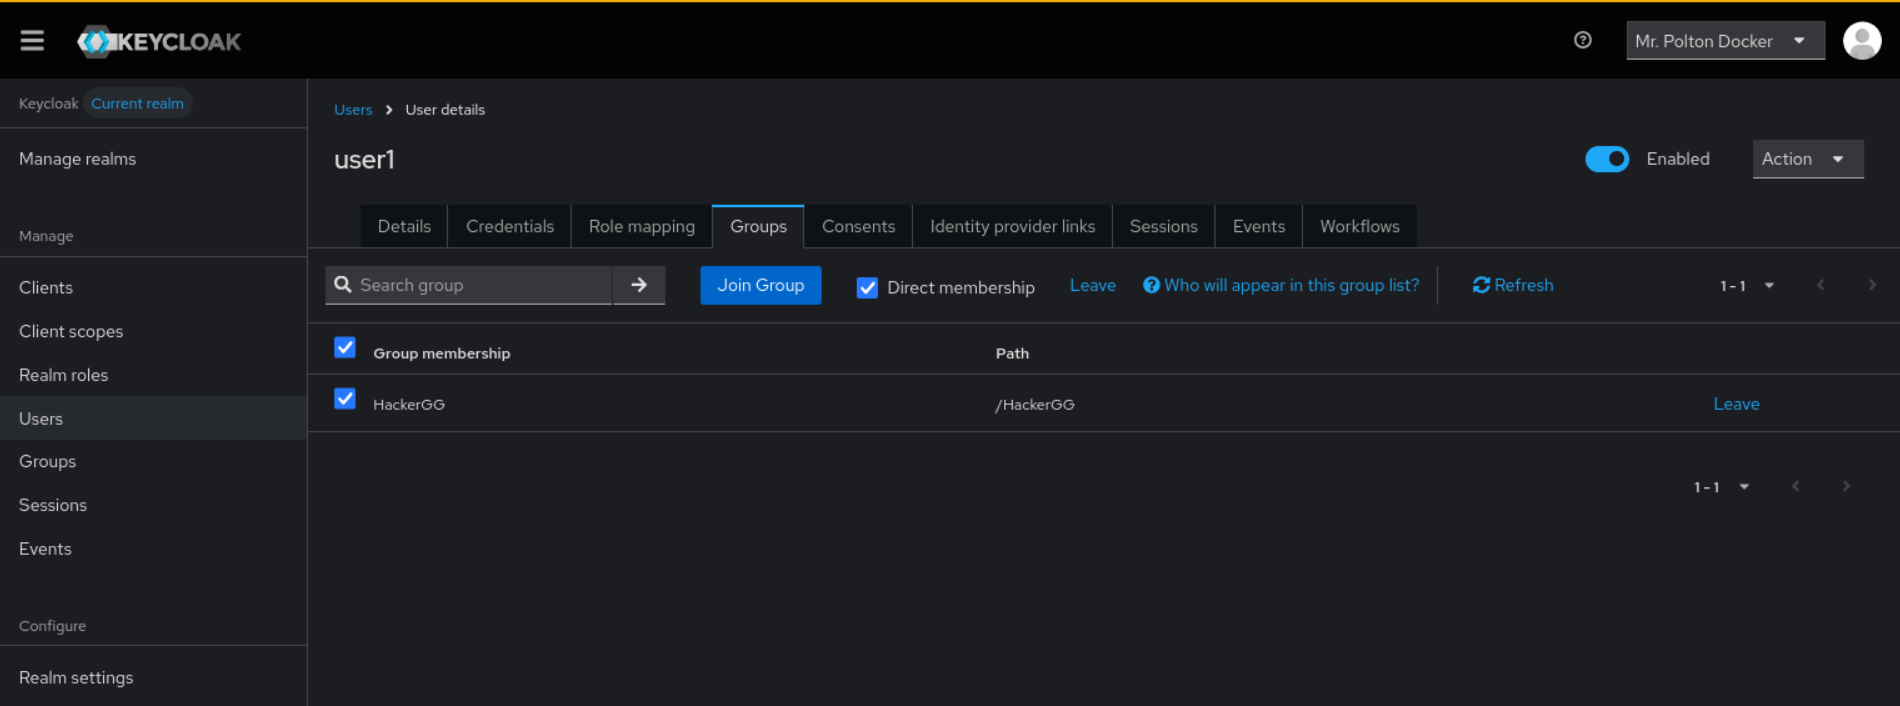 KEYCLOAK
Mr. Polton Docker
Keycloak Current realm
Manage realms
Manage
Clients
Client scopes
Realm roles
Users
Groups
Sessions
Events
Configure
Realm settings
Users > User details
user1
Enabled
Action
Details Credentials Role mapping Groups Consents Identity provider links Sessions Events Workflows
Search group
Join Group
Direct membership
Leave
Who will appear in this group list?
Refresh
1 - 1
Group membership Path
HackerGG /HackerGG Leave
1 - 1